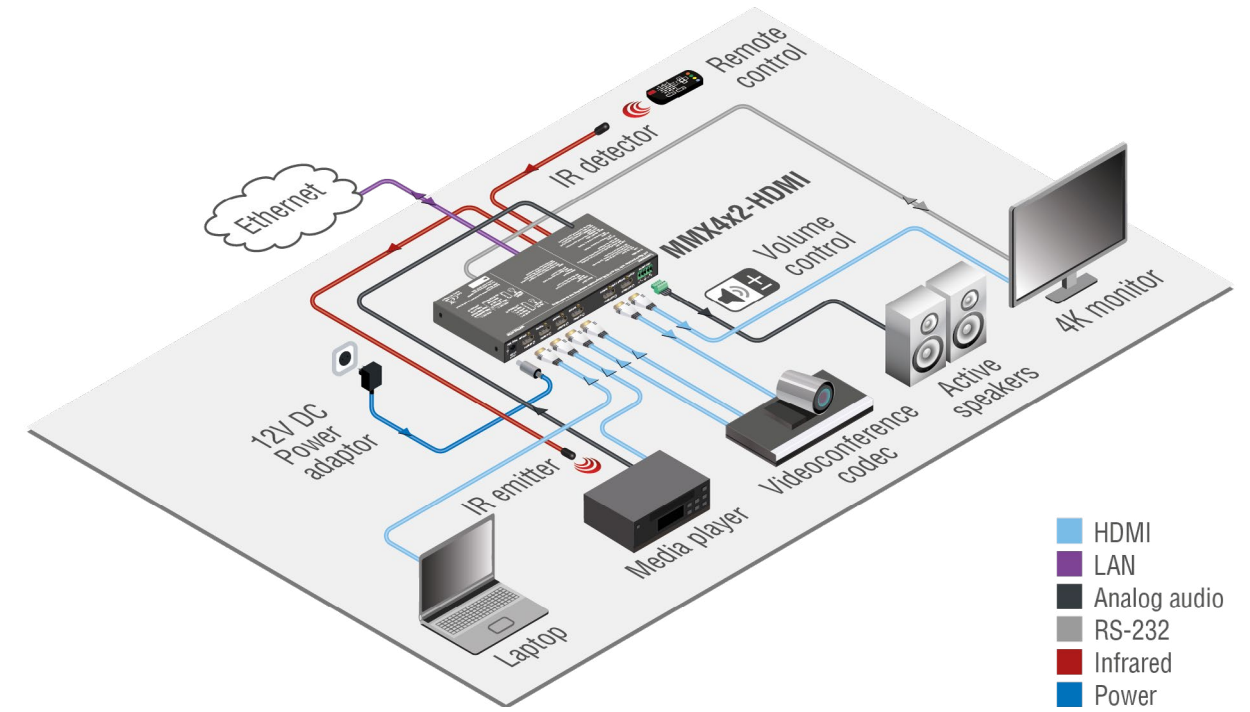 Remote
control
IR detector
Ethernet
MMX4x2-HDMI
Volume
control
4K monitor
Active
speakers
12V DC
Power
adaptor
IR emitter
Videoconference
codec
Media player
Laptop
HDMI
LAN
Analog audio
RS-232
Infrared
Power